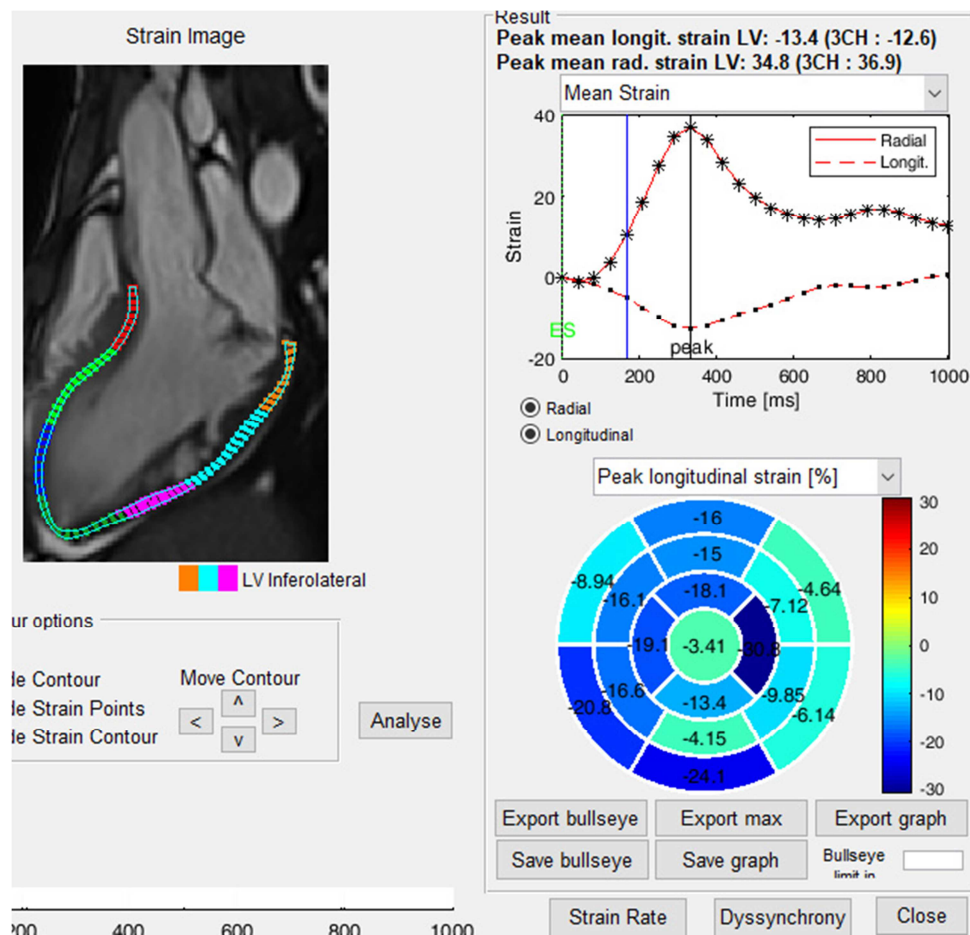 Result
Strain Image
Peak mean longit. strain LV: -13.4 (3CH : -12.6)
Peak mean rad. strain LV: 34.8 (3CH : 36.9)
Mean Strain
40
20
0
-20
Strain
Radial
Longit.
ES
peak
0 200 400 600 800 1000
Time [ms]
Radial
Longitudinal
Peak longitudinal strain [%]
-16
-15
-18.1
-8.94
-16.1
-19.1
-3.41
-30.8
-7.12
-4.64
-20.8
-16.6
-13.4
-9.85
-6.14
-4.15
-24.1
30
20
10
0
-10
-20
-30
LV Inferolateral
ur options
de Contour
de Strain Points
de Strain Contour
Move Contour
^
< >
v
Analyse
Export bullseye Export max Export graph
Save bullseye Save graph Bullseye
limit in
Strain Rate Dyssynchrony Close
200 400 600 800 1000